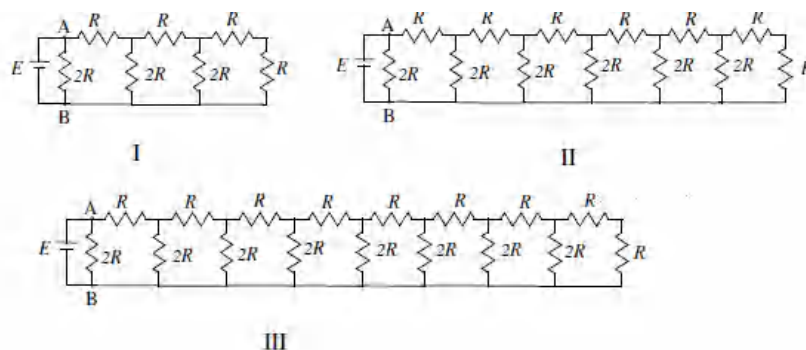 A R R R
E 2R 2R 2R R
B
I
A R R R R R R
E 2R 2R 2R 2R 2R 2R
B
II
A R R R R R R R R
E 2R 2R 2R 2R 2R 2R 2R 2R R
B
III